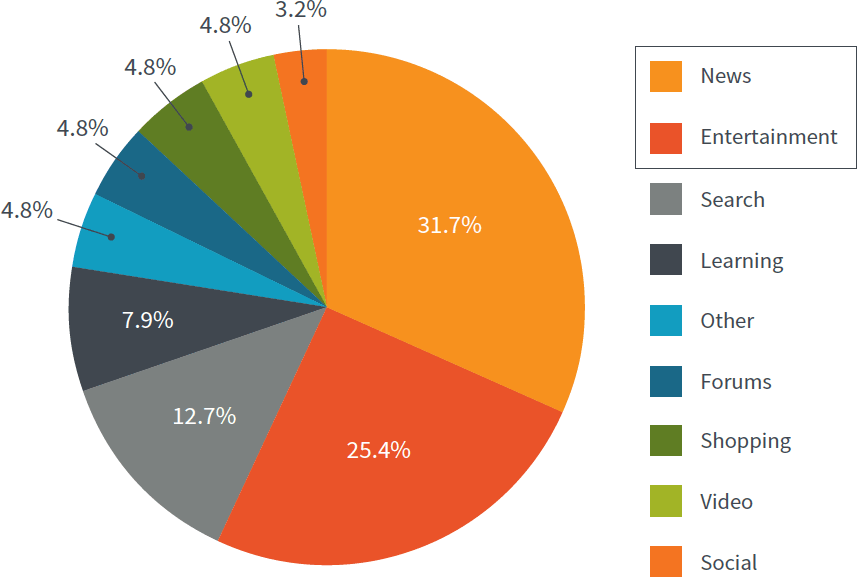 3.2%
4.8%
4.8%
4.8%
4.8%
31.7%
7.9%
12.7%
25.4%
News
Entertainment
Search
Learning
Other
Forums
Shopping
Video
Social